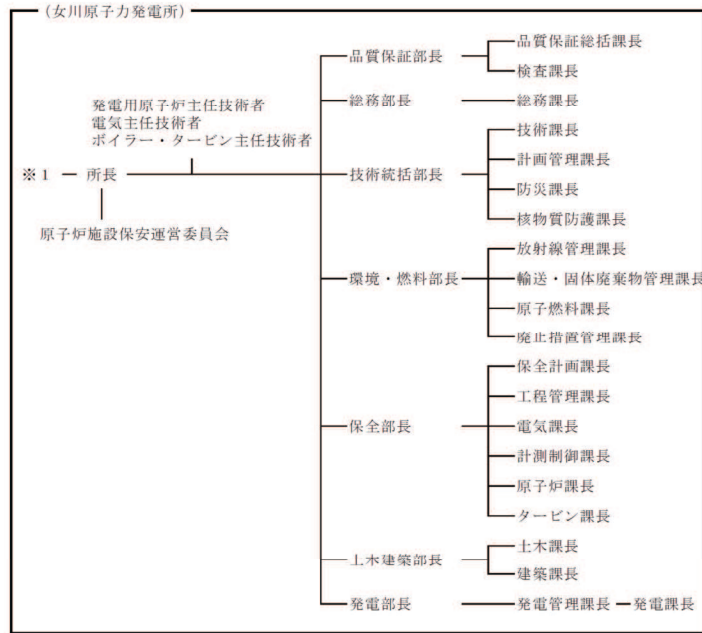 (女川原子力発電所)
発電用原子炉主任技術者
電気主任技術者
ボイラー・タービン主任技術者
※1
所長
原子炉施設保安運営委員会
品質保証部長
品質保証総括課長
検査課長
総務部長
総務課長
技術統括部長
技術課長
計画管理課長
防災課長
核物質防護課長
環境・燃料部長
放射線管理課長
輸送・固体廃棄物管理課長
原子燃料課長
廃止措置管理課長
保全部長
保全計画課長
工程管理課長
電気課長
計測制御課長
原子炉課長
タービン課長
土木建築部長
土木課長
建築課長
発電部長
発電管理課長
発電課長